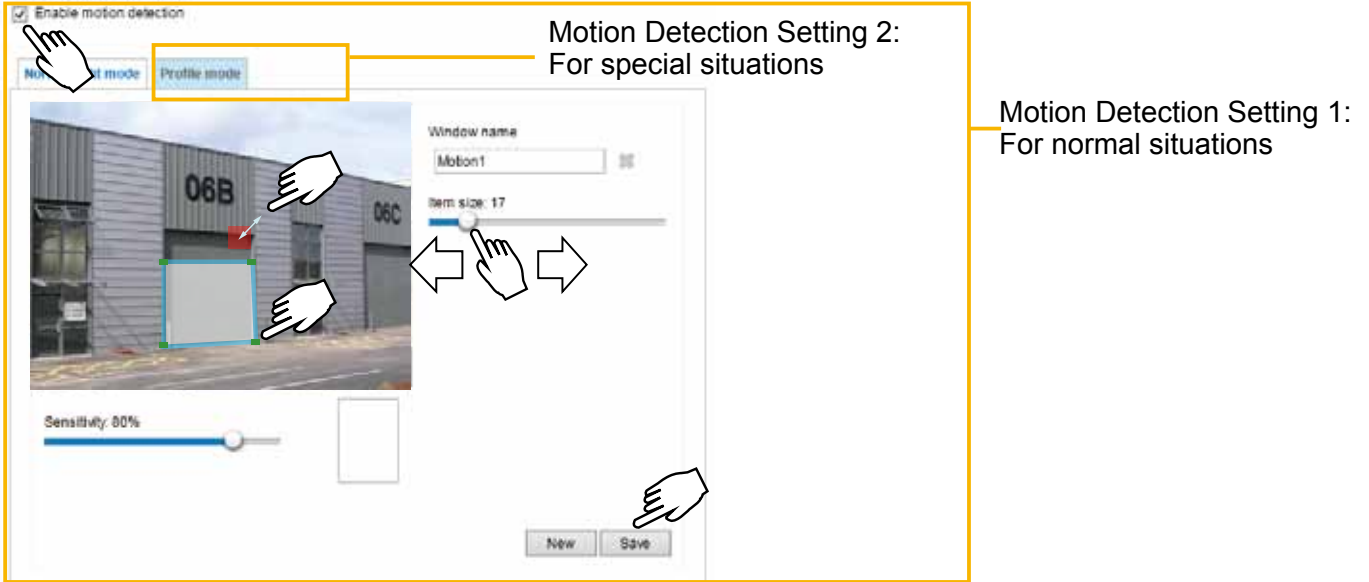 Enable motion detection
Motion Detection Setting 2:
For special situations
mode
Profile mode
Motion Detection Setting 1:
For normal situations
Window name
Motion1
Item size: 17
06B
06C
Sensitivity: 80%
New
Save